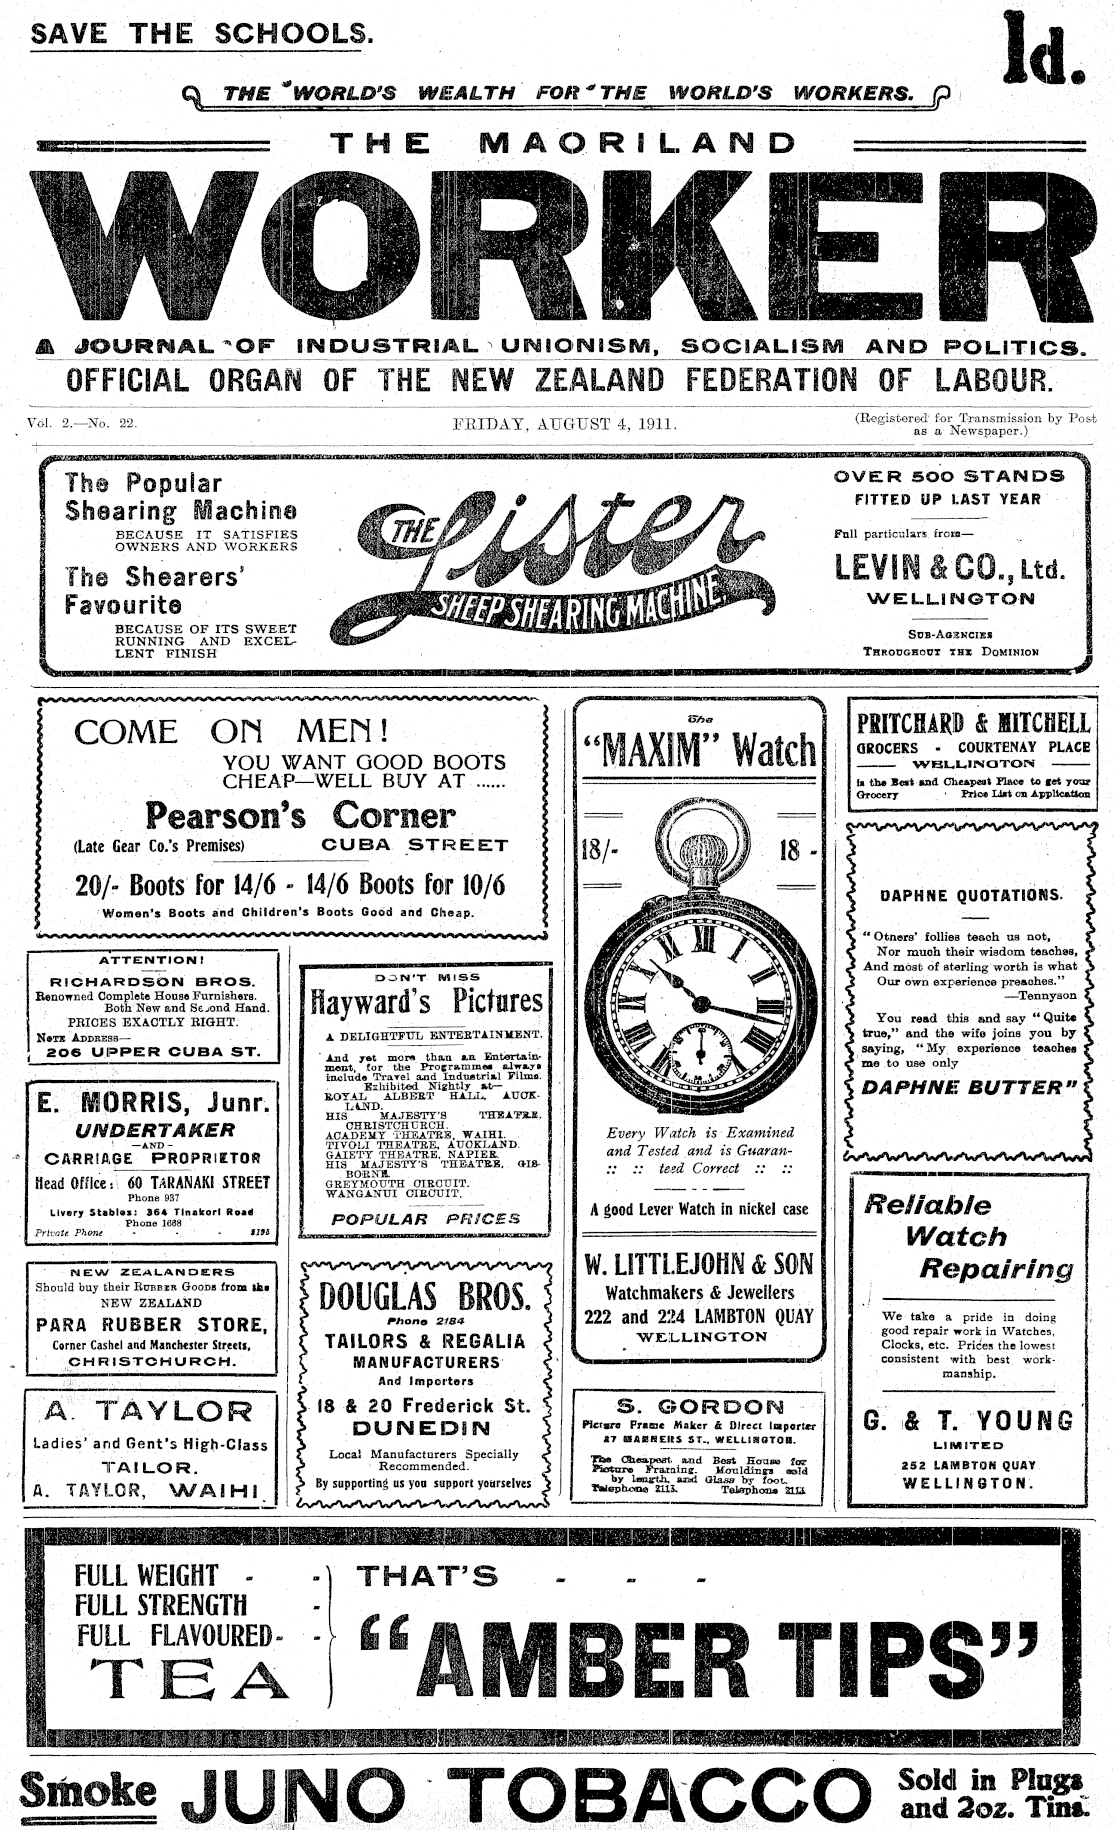 SAVE THE SCHOOLS.
1d.
THE WORLD'S WEALTH FOR THE WORLD'S WORKERS.
THE MAORILAND
WORKER
A JOURNAL OF INDUSTRIAL UNIONISM, SOCIALISM AND POLITICS.
OFFICIAL ORGAN OF THE NEW ZEALAND FEDERATION OF LABOUR.
Vol. 2.—No. 22.
FRIDAY, AUGUST 4, 1911.
(Registered for Transmission by Post
as a Newspaper.)
The Popular
Shearing Machine
BECAUSE IT SATISFIES
OWNERS AND WORKERS
The Shearers'
Favourite
BECAUSE OF ITS SWEET
RUNNING AND EXCEL-
LENT FINISH
THE Lister
SHEEP SHEARING MACHINE.
OVER 500 STANDS
FITTED UP LAST YEAR
Full particulars from—
LEVIN & CO., Ltd.
WELLINGTON
SUB-AGENCIES
THROUGHOUT THE DOMINION
COME ON MEN!
YOU WANT GOOD BOOTS
CHEAP—WELL BUY AT ......
Pearson's Corner
(Late Gear Co.'s Premises) CUBA STREET
20/- Boots for 14/6 - 14/6 Boots for 10/6
Women's Boots and Children's Boots Good and Cheap.
ATTENTION!
RICHARDSON BROS.
Renowned Complete House Furnishers.
Both New and Second Hand.
PRICES EXACTLY RIGHT.
NOTE ADDRESS—
206 UPPER CUBA ST.
E. MORRIS, Junr.
UNDERTAKER
—AND—
CARRIAGE PROPRIETOR
Head Office: 60 TARANAKI STREET
Phone 937
Livery Stables: 364 Tinakori Road
Phone 1668
Private Phone - - - 2195
NEW ZEALANDERS
Should buy their RUBBER GOODS from the
NEW ZEALAND
PARA RUBBER STORE,
Corner Cashel and Manchester Streets,
CHRISTCHURCH.
A. TAYLOR
Ladies' and Gent's High-Class
TAILOR.
A. TAYLOR, WAIHI
DON'T MISS
Hayward's Pictures
A DELIGHTFUL ENTERTAINMENT.
And yet more than an Entertain-
ment, for the Programmes always
include Travel and Industrial Films.
Exhibited Nightly at—
ROYAL ALBERT HALL, AUCK-
LAND.
HIS MAJESTY'S THEATRE,
CHRISTCHURCH.
ACADEMY THEATRE, WAIHI.
TIVOLI THEATRE, AUCKLAND.
GAIETY THEATRE, NAPIER.
HIS MAJESTY'S THEATRE, GIS-
BORNE.
GREYMOUTH CIRCUIT.
WANGANUI CIRCUIT.
POPULAR PRICES
DOUGLAS BROS.
Phone 2184
TAILORS & REGALIA
MANUFACTURERS
And Importers
18 & 20 Frederick St.
DUNEDIN
Local Manufacturers Specially
Recommended.
By supporting us you support yourselves
The
"MAXIM" Watch
18/- 18 -
Every Watch is Examined
and Tested and is Guaran-
:: :: teed Correct :: ::
A good Lever Watch in nickel case
W. LITTLEJOHN & SON
Watchmakers & Jewellers
222 and 224 LAMBTON QUAY
WELLINGTON
S. GORDON
Picture Frame Maker & Direct Importer
27 MANNERS ST., WELLINGTON.
The Cheapest and Best House for
Picture Framing. Mouldings sold
by length, and Glass by foot.
Telephone 2113. Telephone 2113
PRITCHARD & MITCHELL
GROCERS - COURTENAY PLACE
WELLINGTON
is the Best and Cheapest Place to get your
Grocery Price List on Application
DAPHNE QUOTATIONS.
"Others' follies teach us not,
Nor much their wisdom teaches,
And most of sterling worth is what
Our own experience preaches."
—Tennyson
You read this and say "Quite
true," and the wife joins you by
saying, "My experience teaches
me to use only
DAPHNE BUTTER"
Reliable
Watch
Repairing
We take a pride in doing
good repair work in Watches,
Clocks, etc. Prices the lowest
consistent with best work-
manship.
G. & T. YOUNG
LIMITED
252 LAMBTON QUAY
WELLINGTON.
FULL WEIGHT - -
FULL STRENGTH -
FULL FLAVOURED- -
TEA
THAT'S - - -
"AMBER TIPS"
Smoke JUNO TOBACCO
Sold in Plugs
and 2oz. Tins.